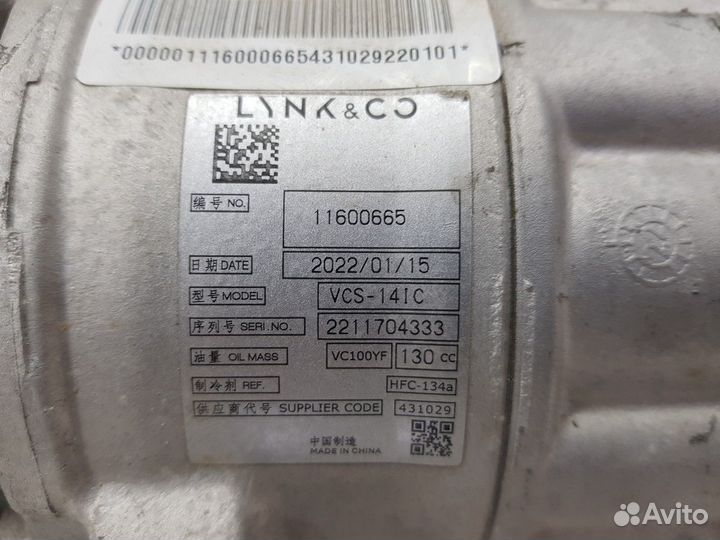 *0000011160006654310292​20101*
LYNK&CO
编号 NO. 11600665
日期 DATE 2022/01/15
型号 MODEL VCS-14IC
序列号 SERI.NO. 2211704333
油量 OIL MASS VC100YF 130 cc
制冷剂 REF. HFC-134a
供应商代号 SUPPLIER CODE 431029
中国制造
MADE IN CHINA
Avito